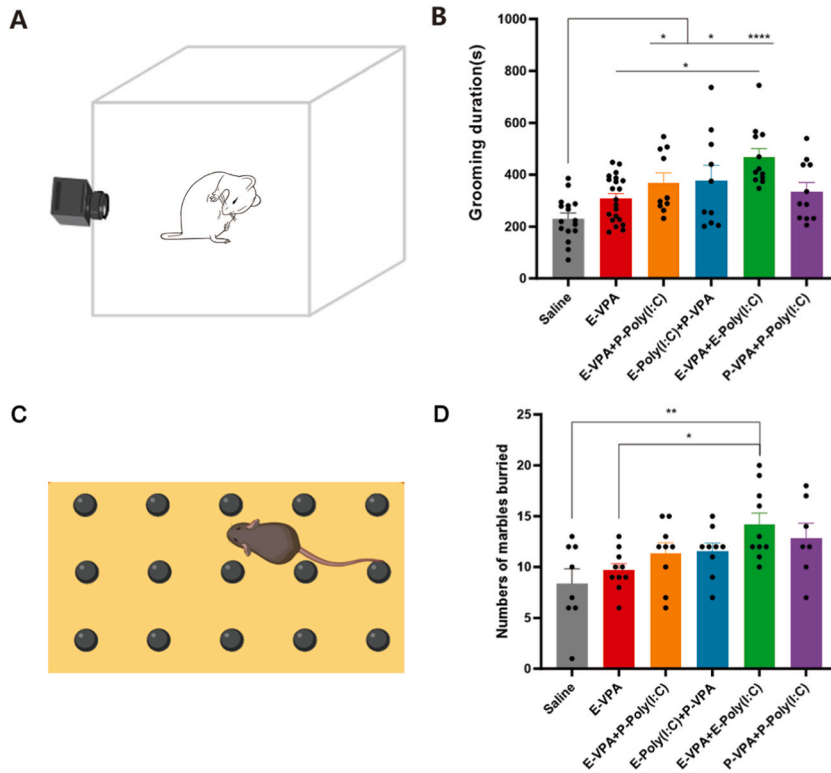 A
B
Grooming duration(s)
1000
800
600
400
200
0
* * ****
*
Saline
E-VPA
E-VPA+P-Poly(I:C)
E-Poly(I:C)+P-VPA
E-VPA+E-Poly(I:C)
P-VPA+P-Poly(I:C)
C
D
Numbers of marbles burried
25
20
15
10
5
0
**
*
Saline
E-VPA
E-VPA+P-Poly(I:C)
E-Poly(I:C)+P-VPA
E-VPA+E-Poly(I:C)
P-VPA+P-Poly(I:C)